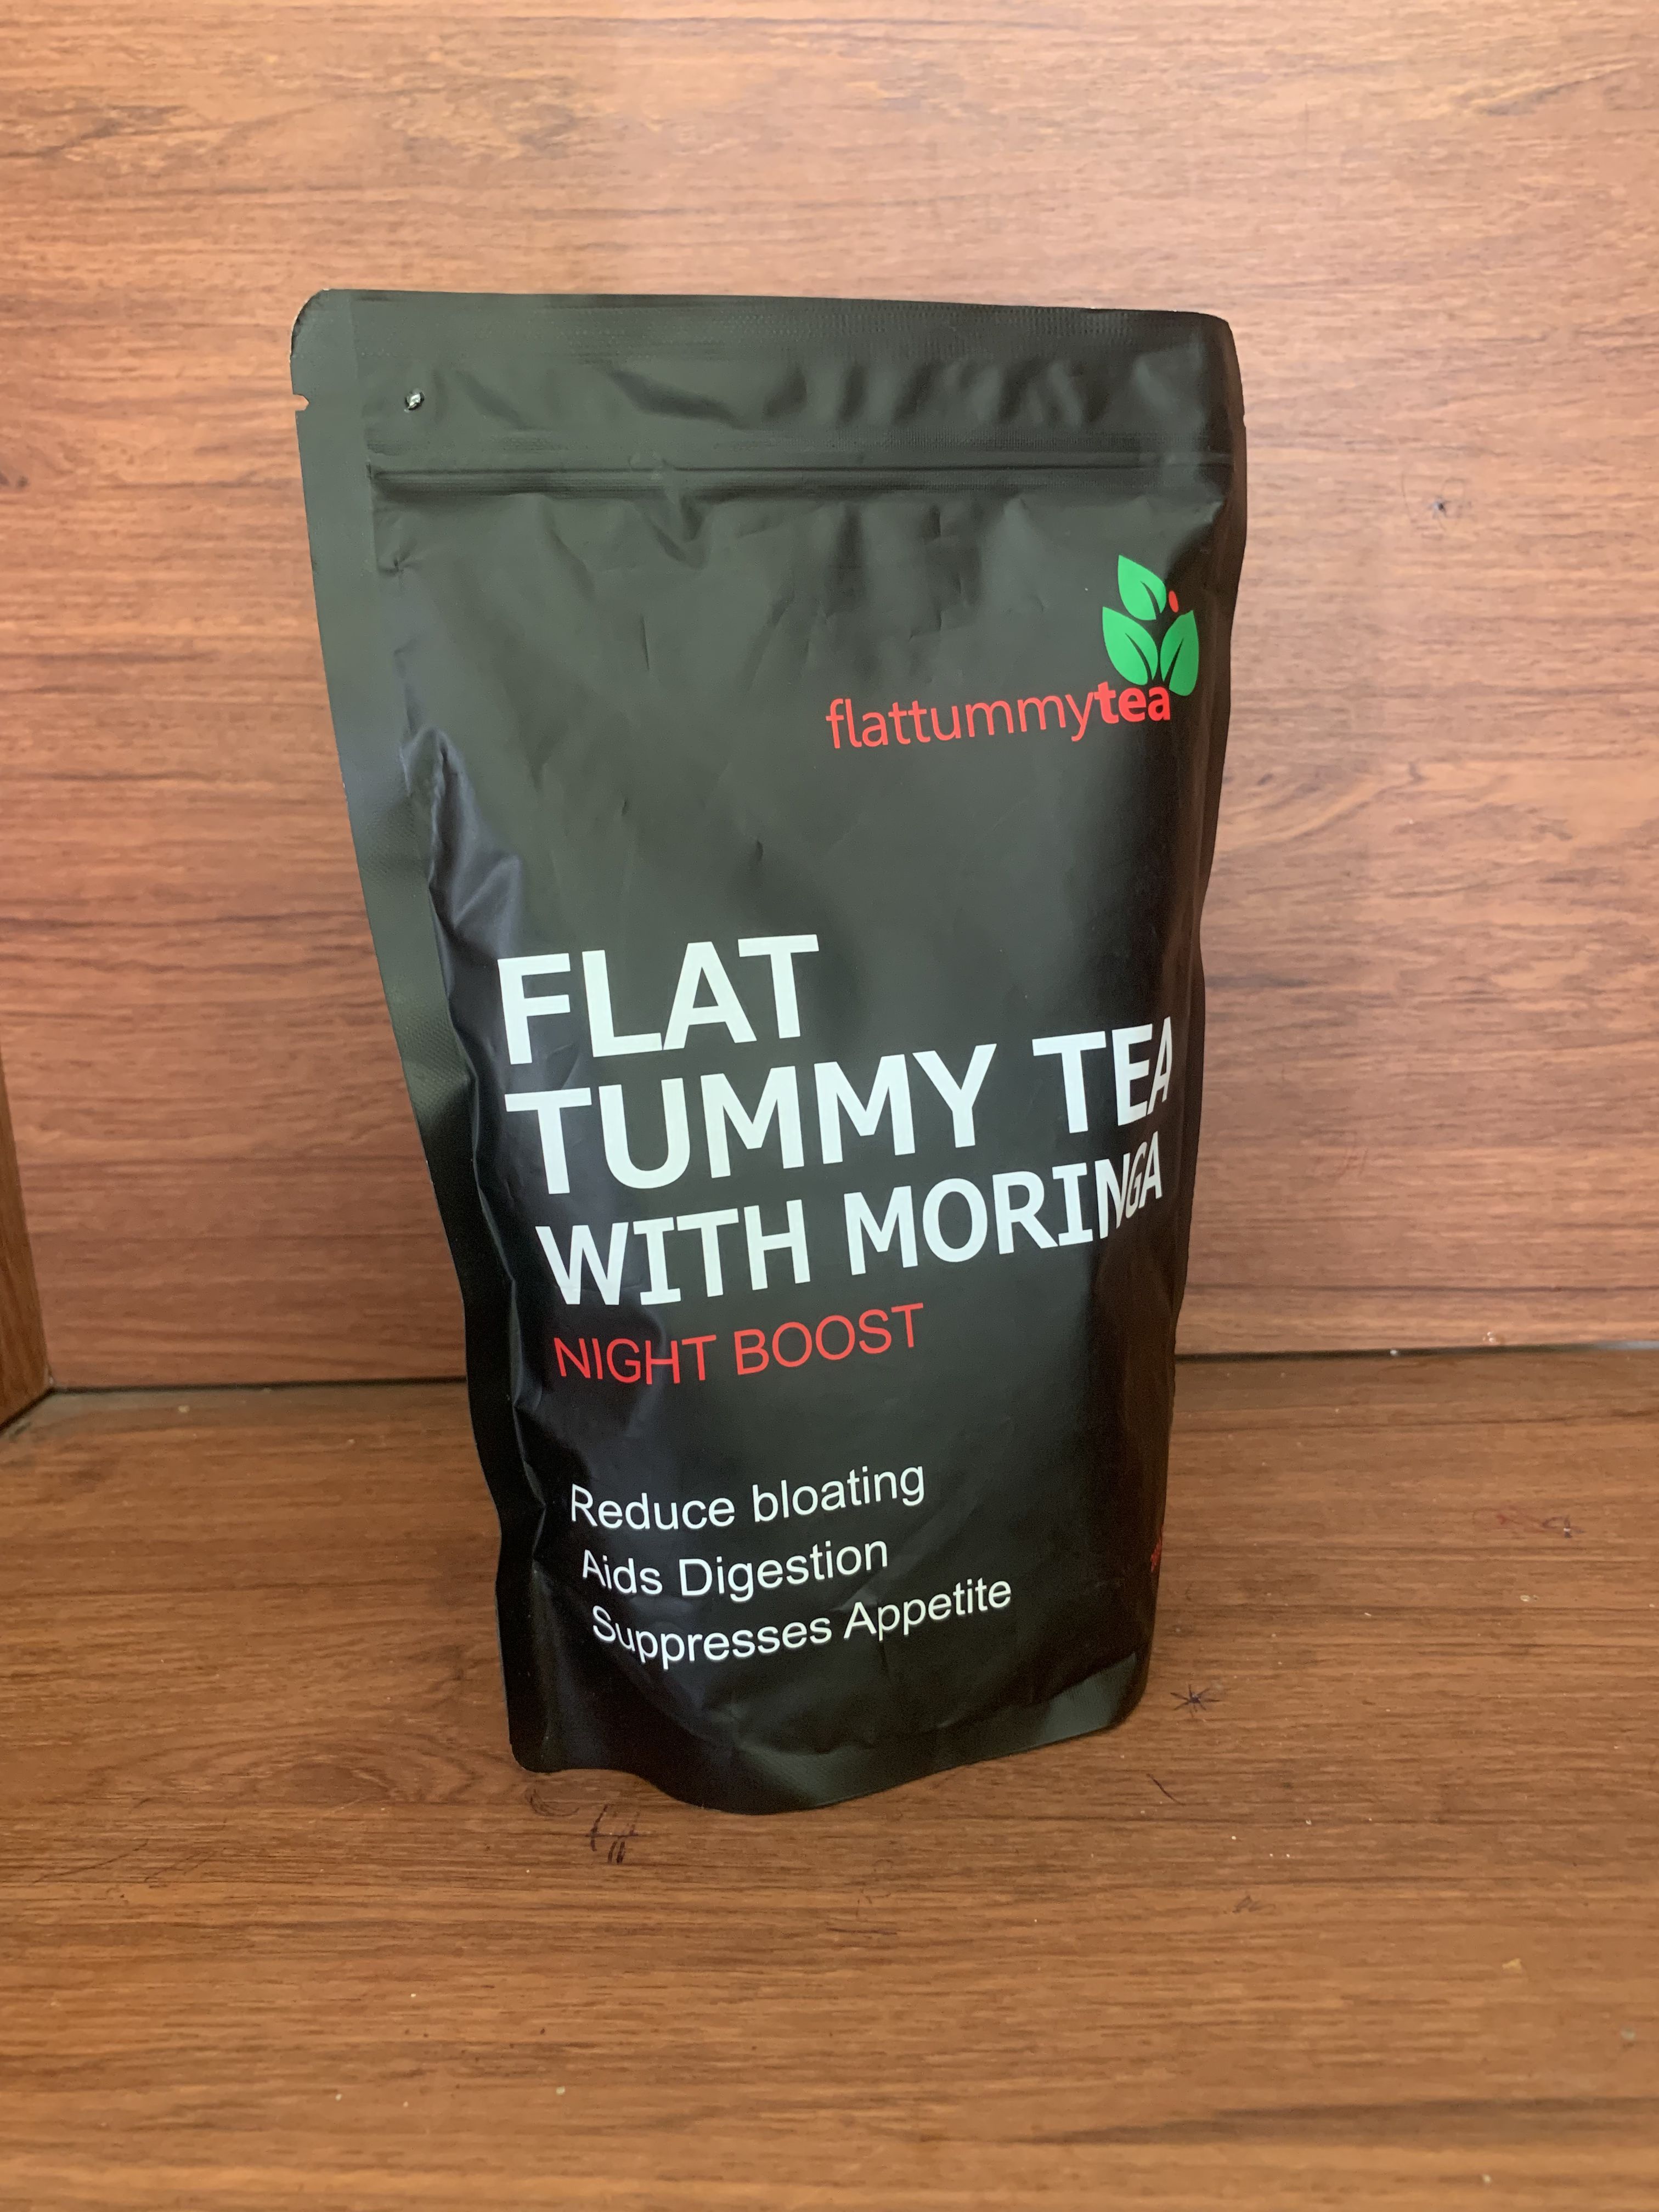 flattummytea
FLAT
TUMMY TEA
WITH MORINGA
NIGHT BOOST
Reduce bloating
Aids Digestion
Suppresses Appetite